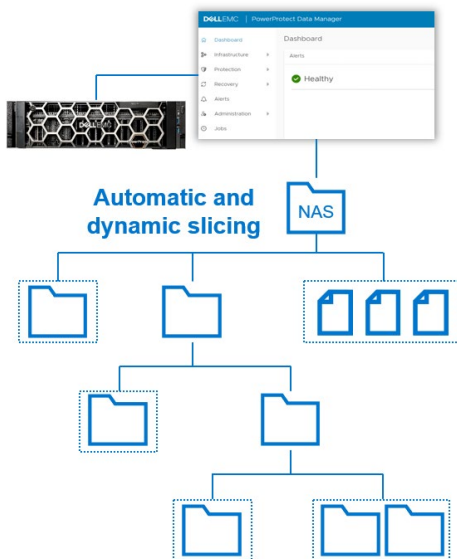 DELLEMC | PowerProtect Data Manager
Dashboard
Infrastructure
Protection
Recovery
Alerts
Administration
Jobs
Dashboard
Alerts
Healthy
DELLEMC
Automatic and
dynamic slicing
NAS